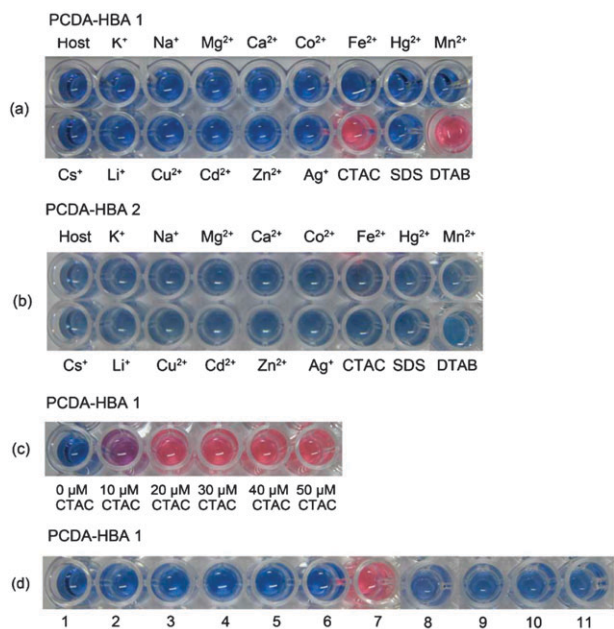 PCDA-HBA 1
Host K⁺ Na⁺ Mg²⁺ Ca²⁺ Co²⁺ Fe²⁺ Hg²⁺ Mn²⁺
(a)
Cs⁺ Li⁺ Cu²⁺ Cd²⁺ Zn²⁺ Ag⁺ CTAC SDS DTAB
PCDA-HBA 2
Host K⁺ Na⁺ Mg²⁺ Ca²⁺ Co²⁺ Fe²⁺ Hg²⁺ Mn²⁺
(b)
Cs⁺ Li⁺ Cu²⁺ Cd²⁺ Zn²⁺ Ag⁺ CTAC SDS DTAB
PCDA-HBA 1
(c)
0 µM 10 µM 20 µM 30 µM 40 µM 50 µM
CTAC CTAC CTAC CTAC CTAC CTAC
PCDA-HBA 1
(d)
1 2 3 4 5 6 7 8 9 10 11